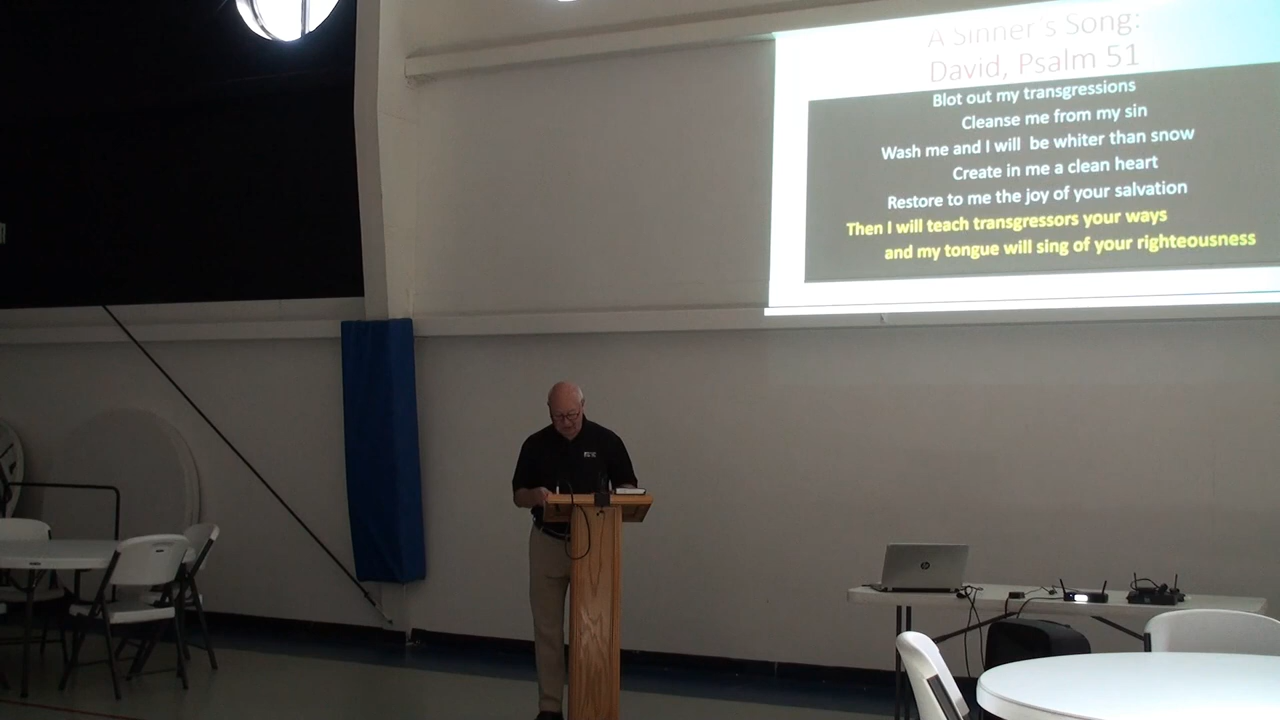 A Sinner's Song:
David, Psalm 51
Blot out my transgressions
Cleanse me from my sin
Wash me and I will be whiter than snow
Create in me a clean heart
Restore to me the joy of your salvation
Then I will teach transgressors your ways
and my tongue will sing of your righteousness
hp